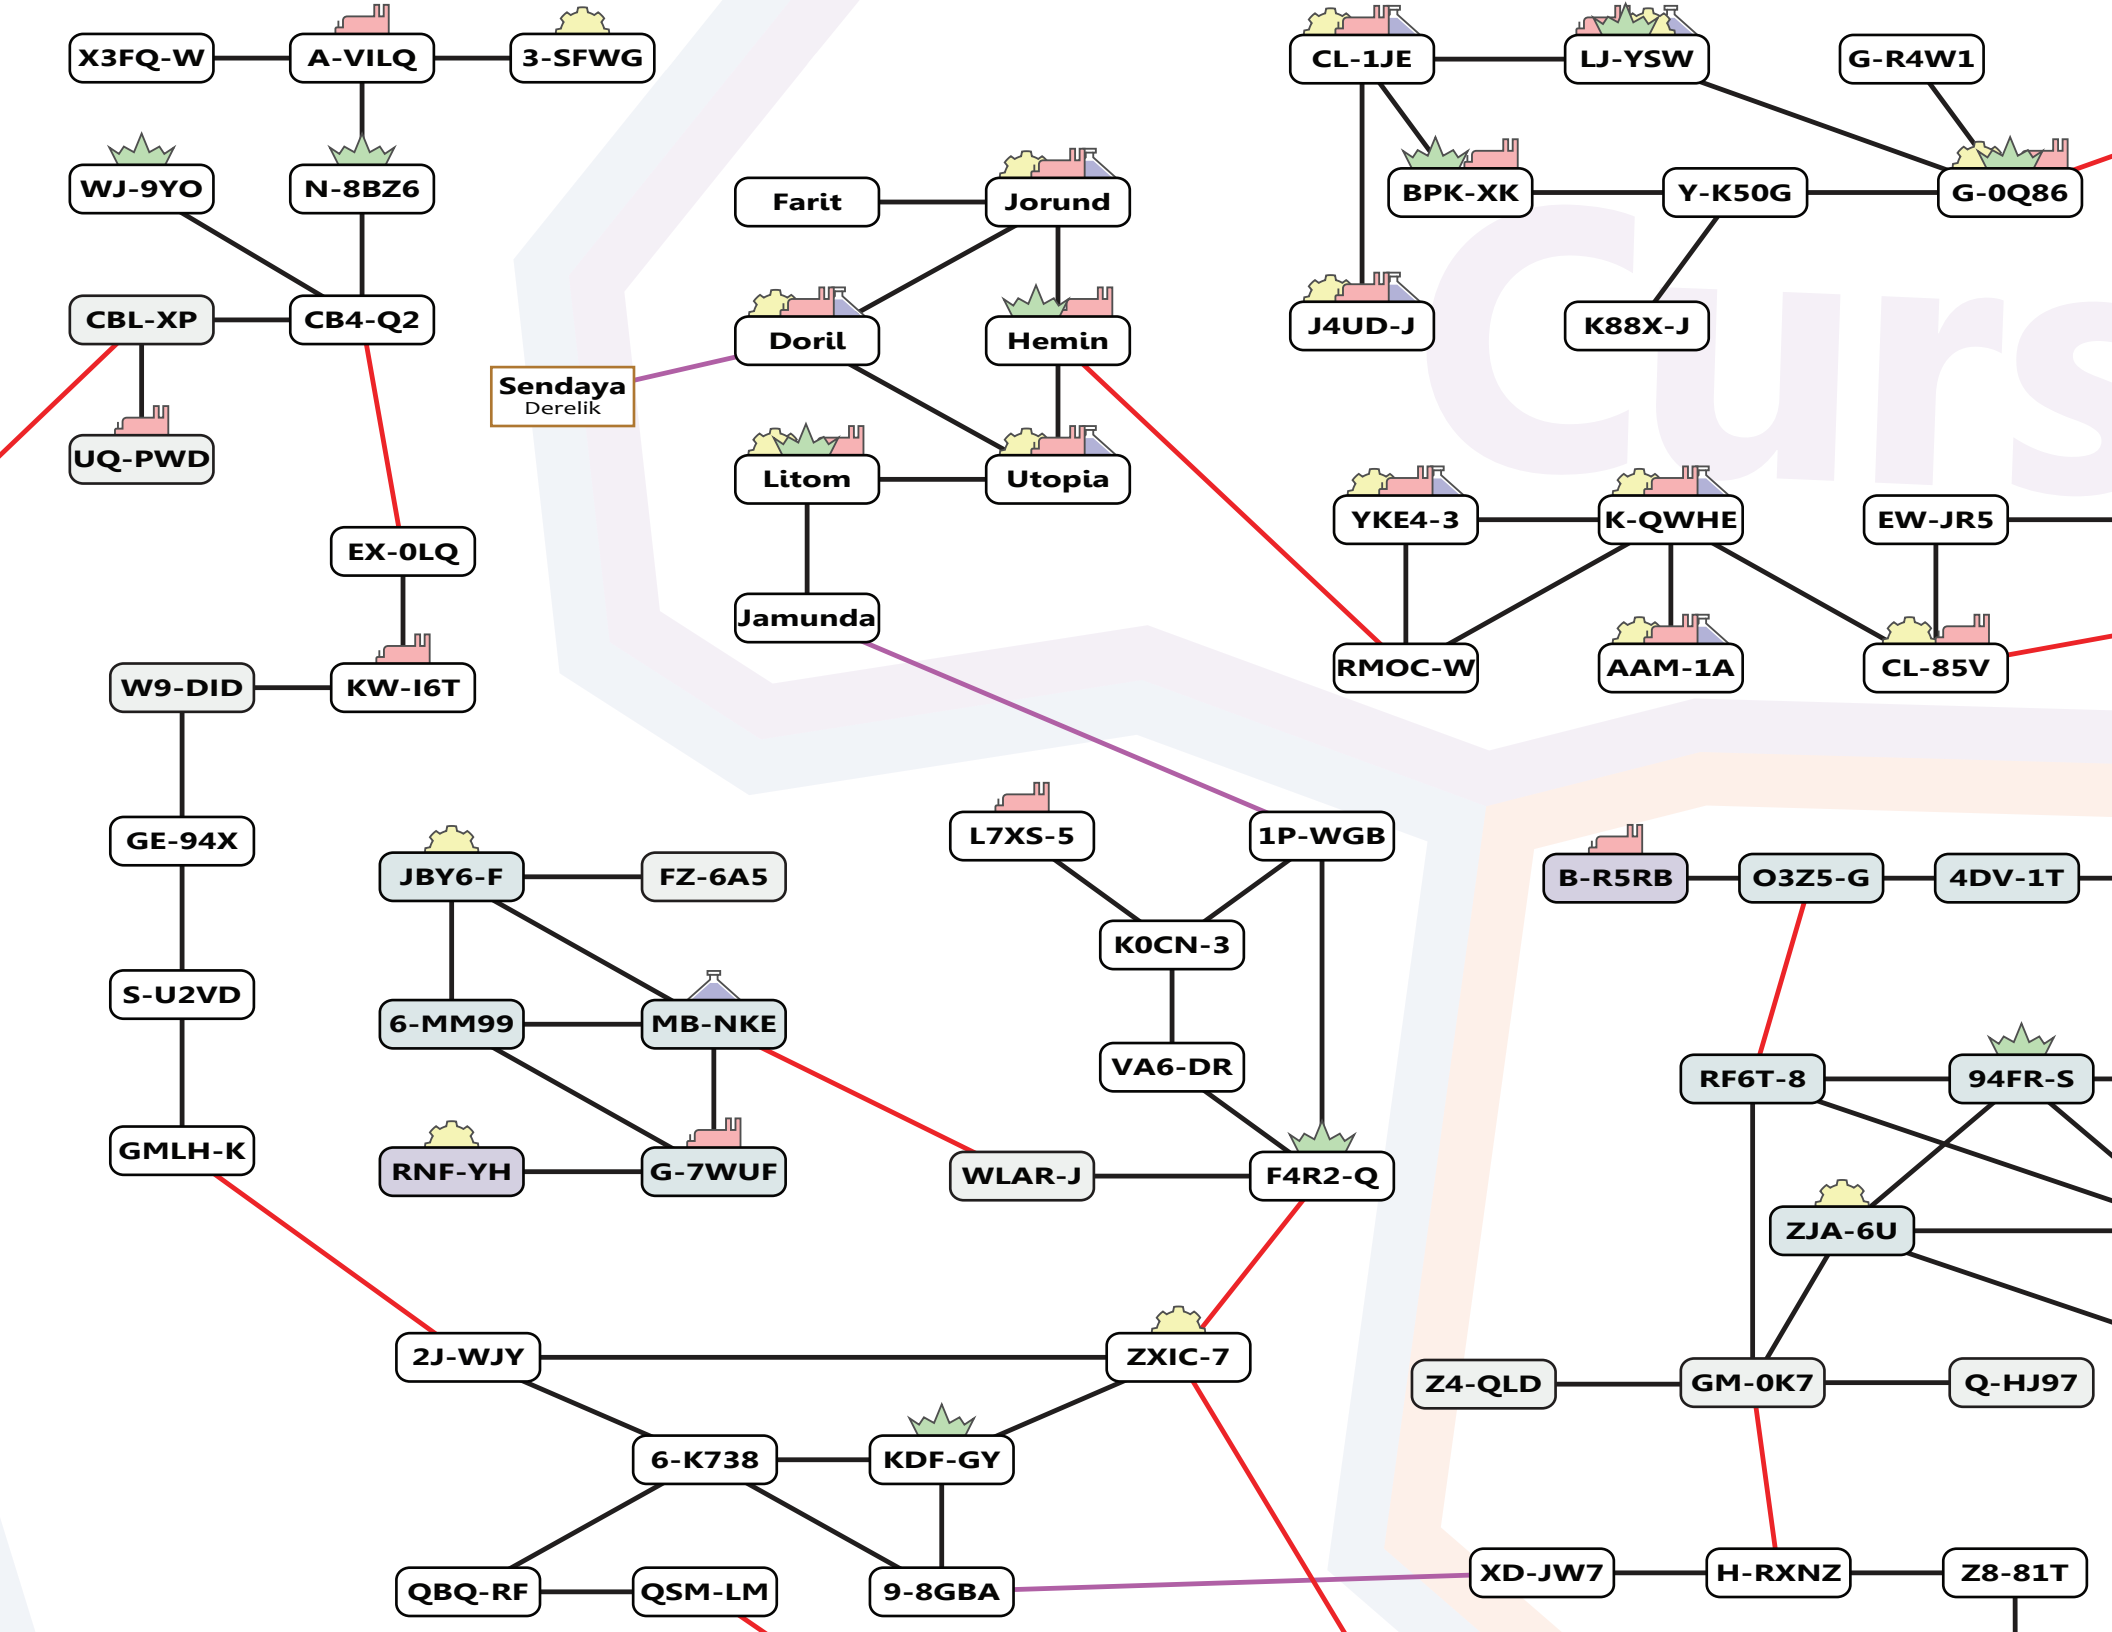 X3FQ-W
A-VILQ
3-SFWG
CL-1JE
LJ-YSW
G-R4W1
WJ-9YO
N-8BZ6
Farit
Jorund
BPK-XK
Y-K50G
G-0Q86
CBL-XP
CB4-Q2
Doril
Hemin
J4UD-J
K88X-J
Curs
Sendaya
Derelik
UQ-PWD
Litom
Utopia
YKE4-3
K-QWHE
EW-JR5
EX-0LQ
Jamunda
RMOC-W
AAM-1A
CL-85V
W9-DID
KW-I6T
GE-94X
L7XS-5
1P-WGB
JBY6-F
FZ-6A5
B-R5RB
O3Z5-G
4DV-1T
K0CN-3
S-U2VD
6-MM99
MB-NKE
VA6-DR
RF6T-8
94FR-S
GMLH-K
RNF-YH
G-7WUF
WLAR-J
F4R2-Q
ZJA-6U
2J-WJY
ZXIC-7
Z4-QLD
GM-0K7
Q-HJ97
6-K738
KDF-GY
QBQ-RF
QSM-LM
9-8GBA
XD-JW7
H-RXNZ
Z8-81T